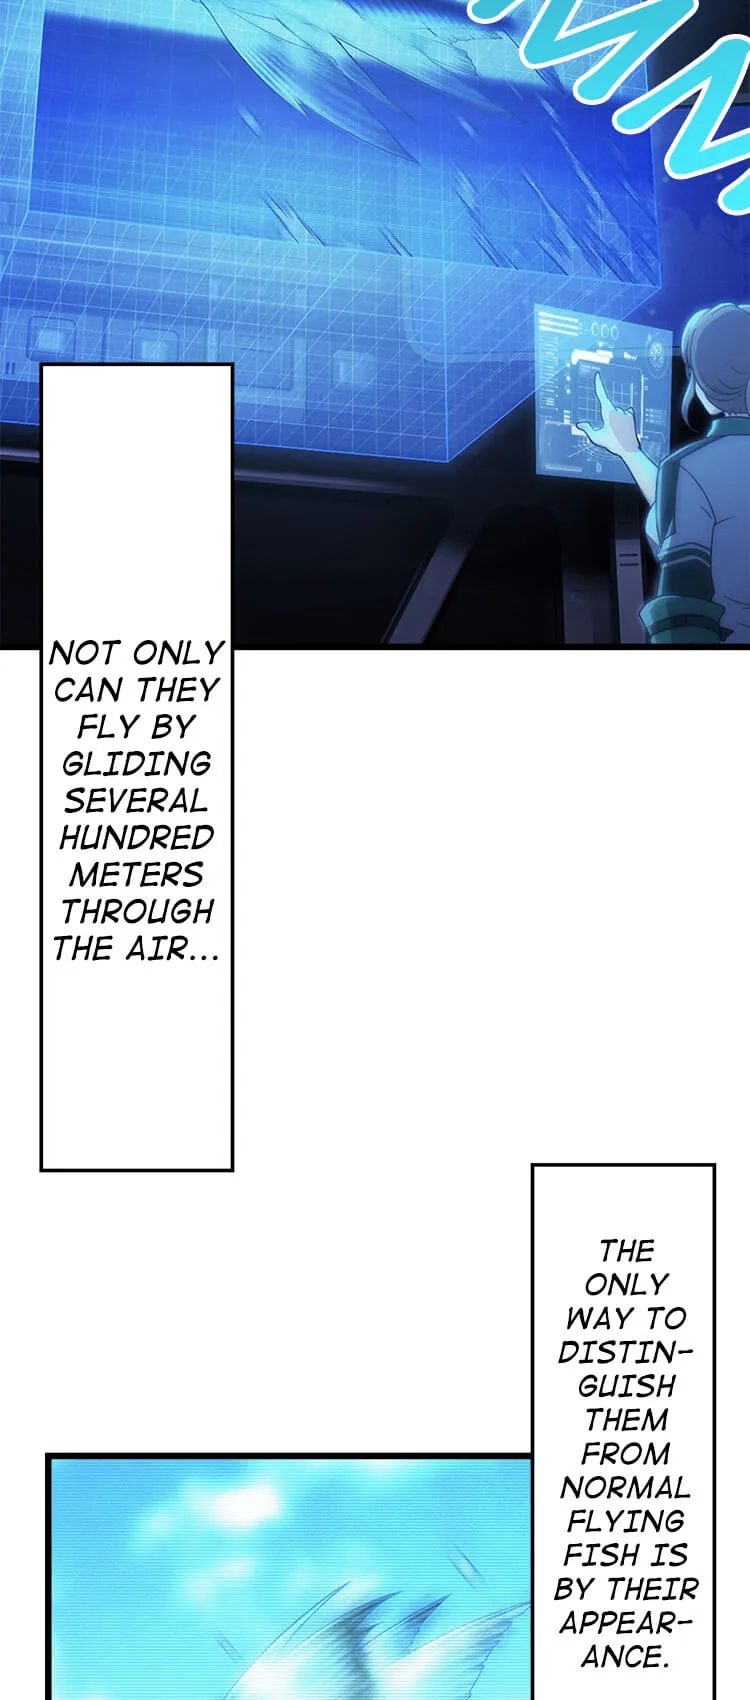 NOT ONLY
CAN THEY
FLY BY
GLIDING
SEVERAL
HUNDRED
METERS
THROUGH
THE AIR...
THE
ONLY
WAY TO
DISTIN-
GUISH
THEM
FROM
NORMAL
FLYING
FISH IS
BY THEIR
APPEAR-
ANCE.